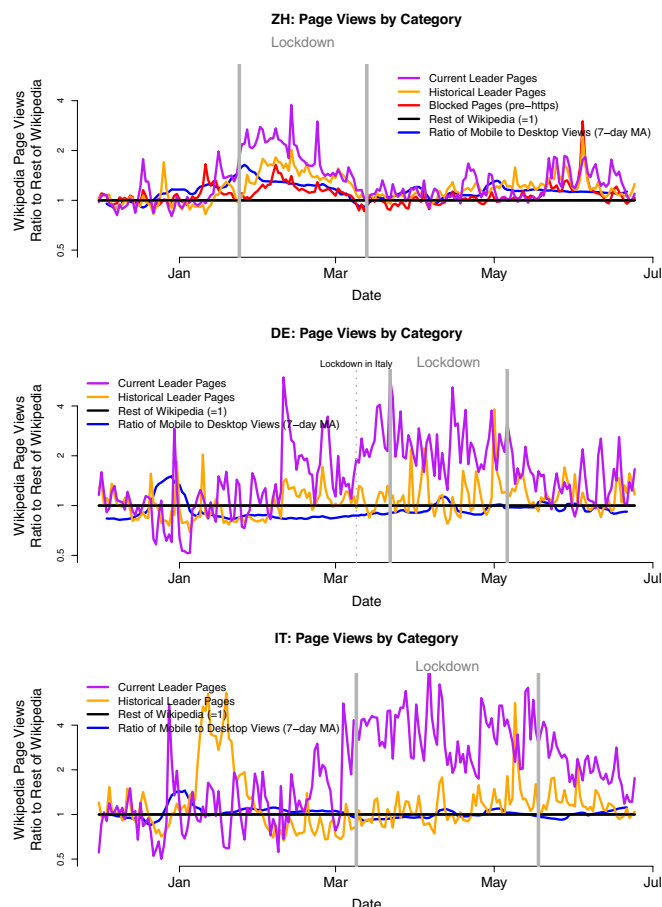 ZH: Page Views by Category
Lockdown
Current Leader Pages
Historical Leader Pages
Blocked Pages (pre-https)
Rest of Wikipedia (=1)
Ratio of Mobile to Desktop Views (7-day MA)
Wikipedia Page Views
Ratio to Rest of Wikipedia
4
2
1
0.5
Jan
Mar
May
Jul
Date
DE: Page Views by Category
Lockdown in Italy
Lockdown
Current Leader Pages
Historical Leader Pages
Rest of Wikipedia (=1)
Ratio of Mobile to Desktop Views (7-day MA)
Wikipedia Page Views
Ratio to Rest of Wikipedia
4
2
1
0.5
Jan
Mar
May
Jul
Date
IT: Page Views by Category
Lockdown
Current Leader Pages
Historical Leader Pages
Rest of Wikipedia (=1)
Ratio of Mobile to Desktop Views (7-day MA)
Wikipedia Page Views
Ratio to Rest of Wikipedia
4
2
1
0.5
Jan
Mar
May
Jul
Date